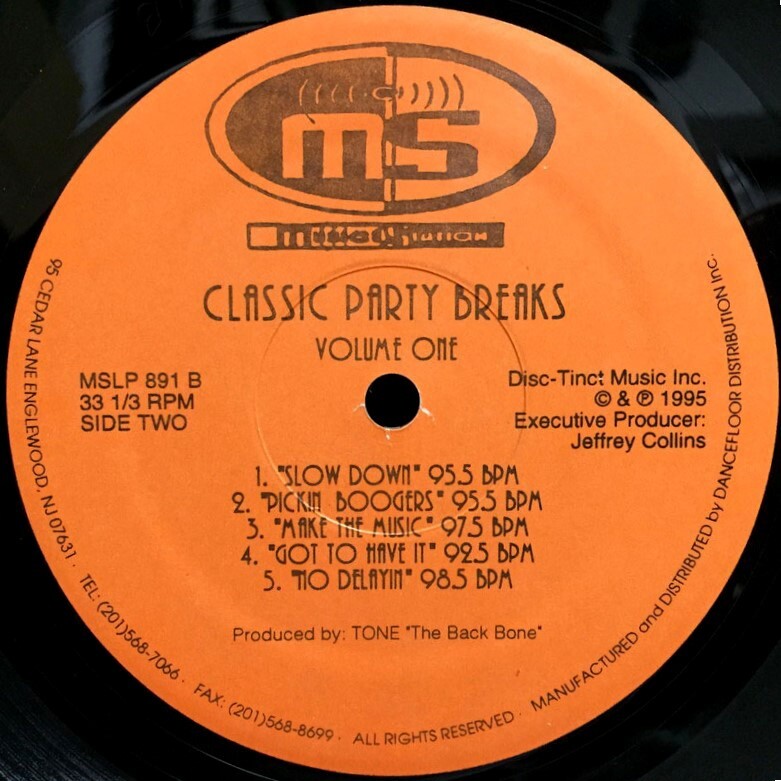 MS
CLASSIC PARTY BREAKS
VOLUME ONE
MSLP 891 B
33 1/3 RPM
SIDE TWO
Disc-Tinct Music Inc.
© & ℗ 1995
Executive Producer:
Jeffrey Collins
1. "SLOW DOWN" 95.5 BPM
2. "PICKIN BOOGERS" 95.5 BPM
3. "MAKE THE MUSIC" 97.5 BPM
4. "GOT TO HAVE IT" 92.5 BPM
5. "NO DELAYIN" 98.5 BPM
Produced by: TONE "The Back Bone"
95 CEDAR LANE ENGLEWOOD, NJ 07631 · TEL: (201)568-7066 · FAX: (201)568-8699 · ALL RIGHTS RESERVED · MANUFACTURED and DISTRIBUTED by DANCEFLOOR DISTRIBUTION Inc.